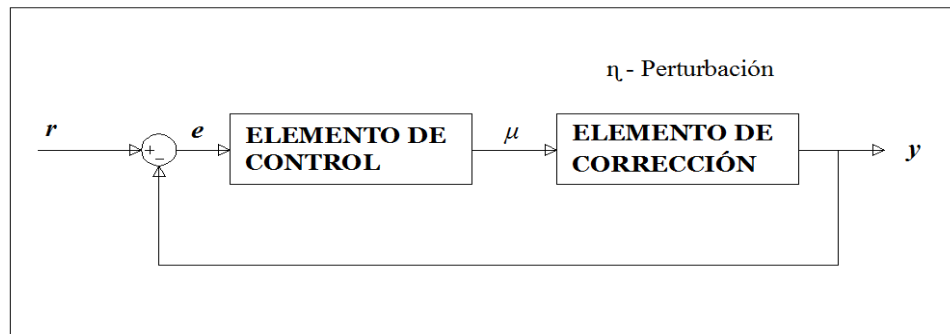 η - Perturbación
r
+
−
e
ELEMENTO DE
CONTROL
μ
ELEMENTO DE
CORRECCIÓN
y